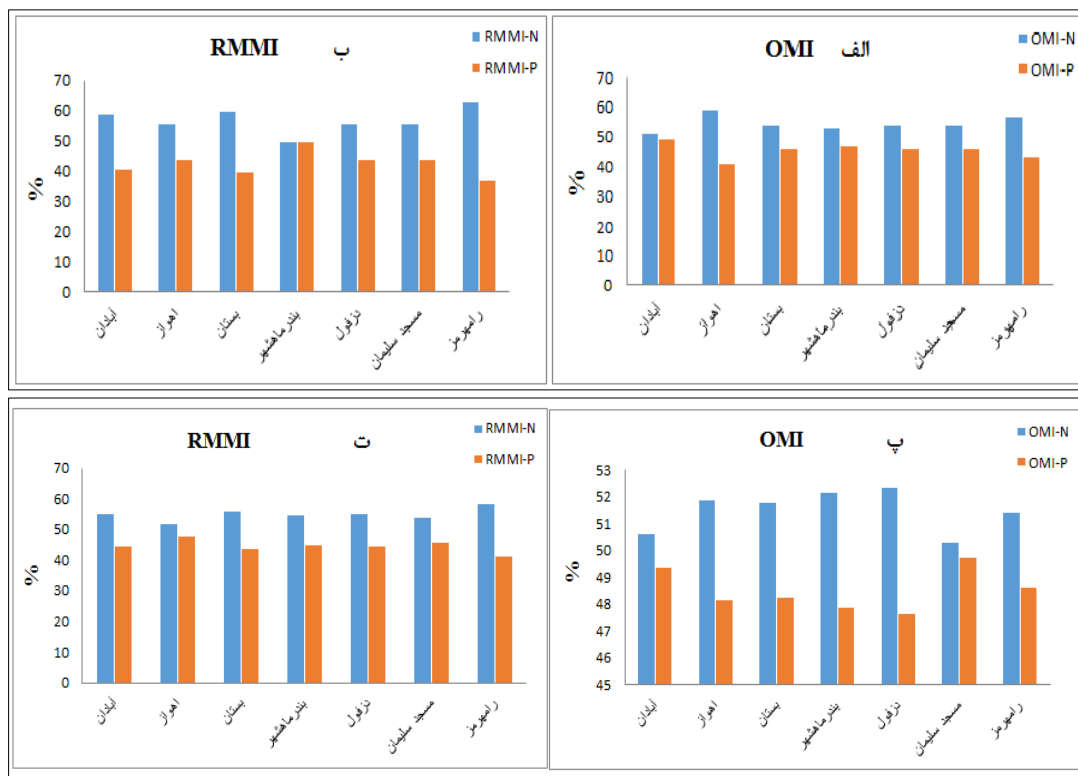 OMI الف
OMI-N
OMI-P
70
60
50
40
30
20
10
0
%
آبادان
اهواز
بستان
بندرماهشهر
دزفول
مسجد سلیمان
رامهرمز
RMMI ب
RMMI-N
RMMI-P
70
60
50
40
30
20
10
0
%
آبادان
اهواز
بستان
بندرماهشهر
دزفول
مسجد سلیمان
رامهرمز
OMI پ
OMI-N
OMI-P
53
52
51
50
49
48
47
46
45
%
آبادان
اهواز
بستان
بندرماهشهر
دزفول
مسجد سلیمان
رامهرمز
RMMI ت
RMMI-N
RMMI-P
70
60
50
40
30
20
10
0
%
آبادان
اهواز
بستان
بندرماهشهر
دزفول
مسجد سلیمان
رامهرمز